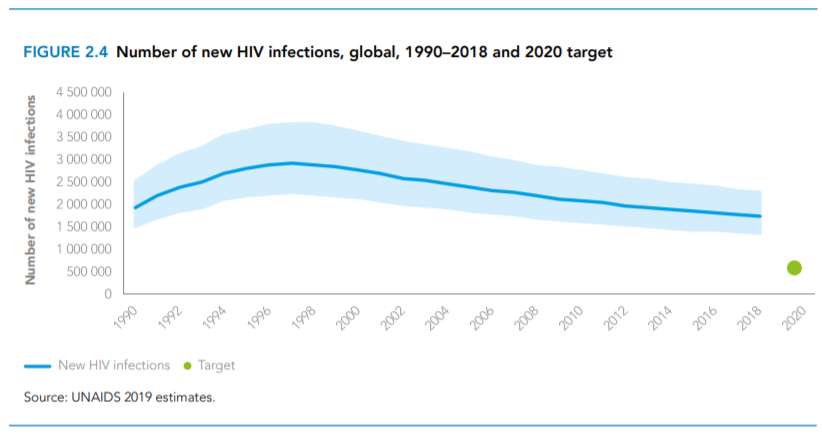 FIGURE 2.4 Number of new HIV infections, global, 1990–2018 and 2020 target
Number of new HIV infections
4 500 000
4 000 000
3 500 000
3 000 000
2 500 000
2 000 000
1 500 000
1 000 000
500 000
0
1990
1992
1994
1996
1998
2000
2002
2004
2006
2008
2010
2012
2014
2016
2018
2020
New HIV infections
Target
Source: UNAIDS 2019 estimates.